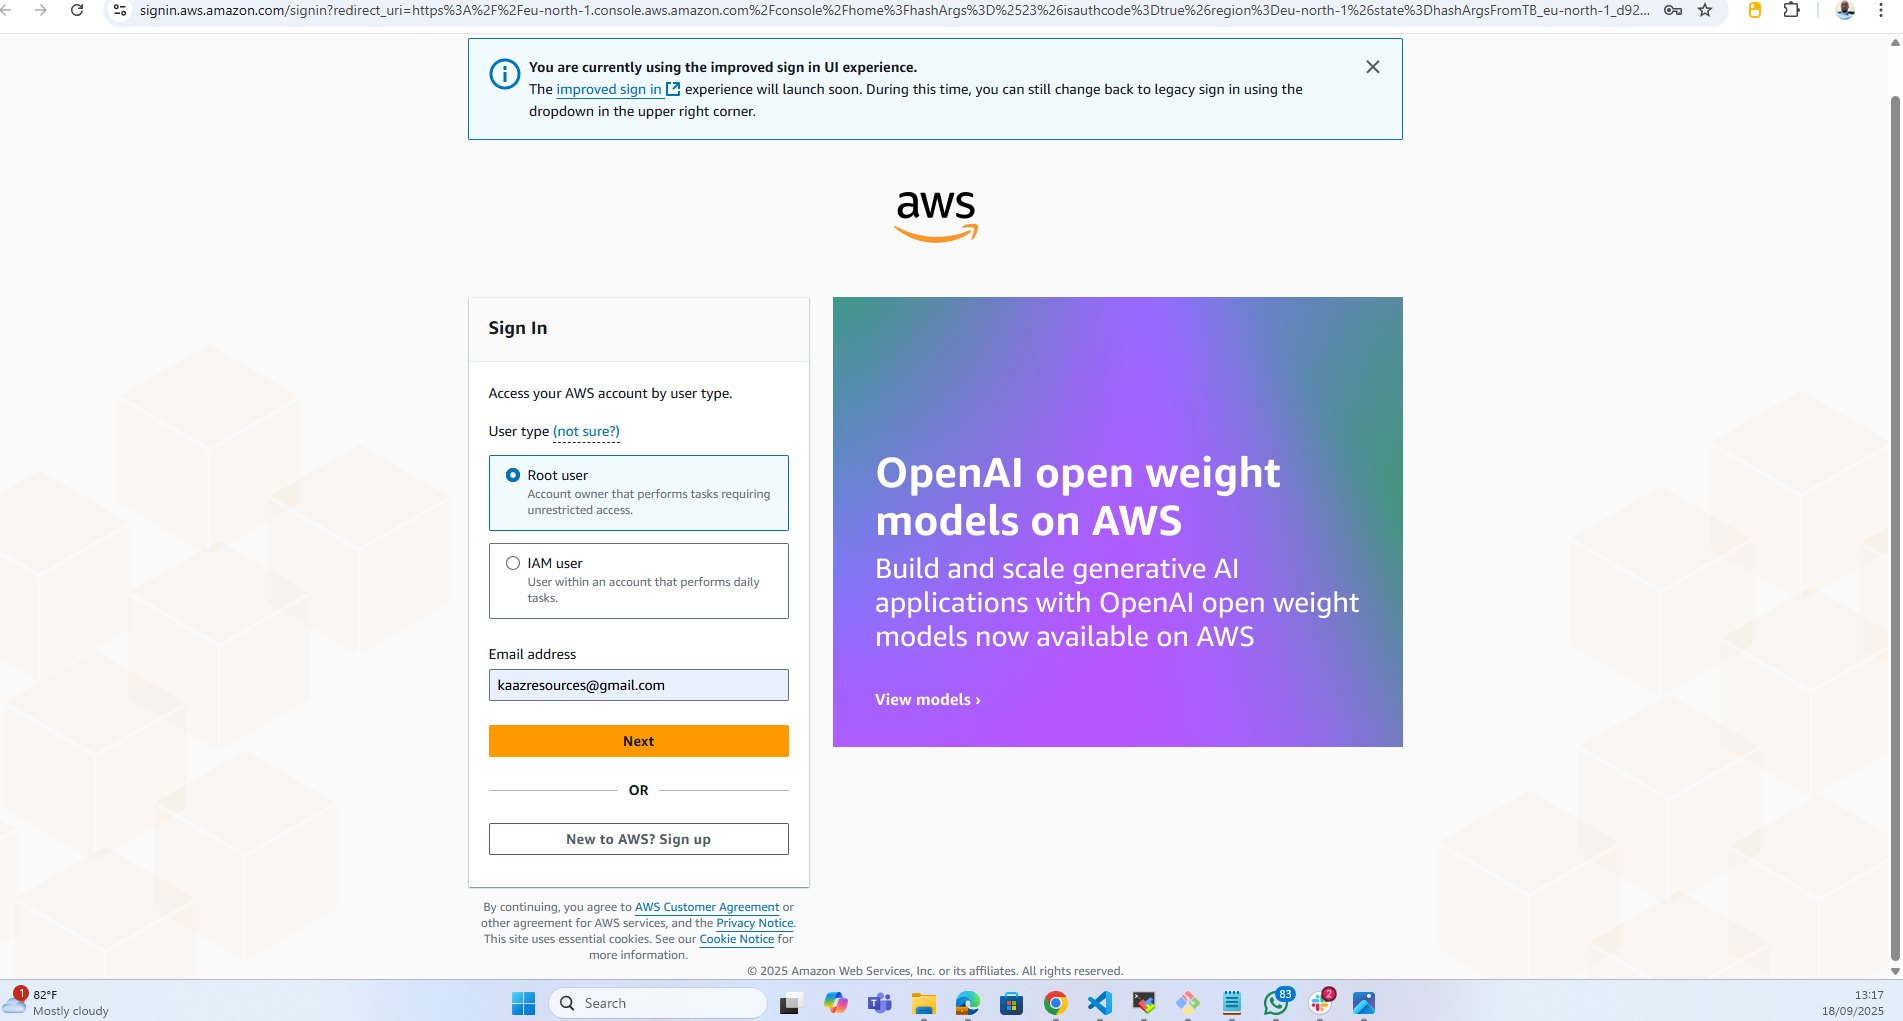 signin.aws.amazon.com/signin?redirect_uri=https%3A%2F%2Feu-north-1.console.aws.amazon.com%2Fconsole%2Fhome%3FhashArgs%3D%2523%26isauthcode%3Dtrue%26region%3Deu-north-1%26state%3DhashArgsFromTB_eu-north-1_d92...
You are currently using the improved sign in UI experience.
The improved sign in experience will launch soon. During this time, you can still change back to legacy sign in using the
dropdown in the upper right corner.
aws
Sign In
Access your AWS account by user type.
User type (not sure?)
Root user
Account owner that performs tasks requiring
unrestricted access.
IAM user
User within an account that performs daily
tasks.
Email address
kaazresources@gmail.com
Next
OR
New to AWS? Sign up
OpenAI open weight
models on AWS
Build and scale generative AI
applications with OpenAI open weight
models now available on AWS
View models ›
By continuing, you agree to AWS Customer Agreement or
other agreement for AWS services, and the Privacy Notice.
This site uses essential cookies. See our Cookie Notice for
more information.
© 2025 Amazon Web Services, Inc. or its affiliates. All rights reserved.
1
82°F
Mostly cloudy
Search
83
2
13:17
18/09/2025